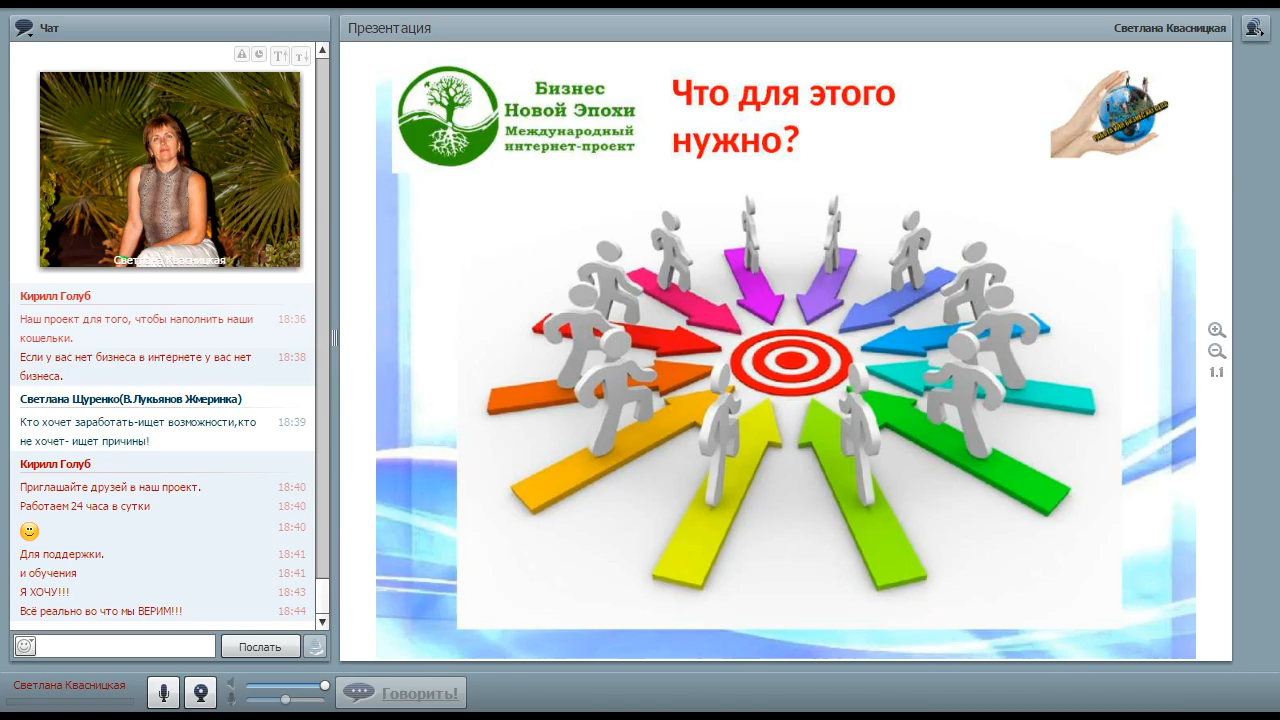 Чат
Светлана Квасницкая
Кирилл Голуб
Наш проект для того, чтобы наполнить наши 18:36
кошельки.
Если у вас нет бизнеса в интернете у вас нет 18:38
бизнеса.
Светлана Щуренко(В.Лукьянов Жмеринка)
Кто хочет заработать-ищет возможности,кто 18:39
не хочет- ищет причины!
Кирилл Голуб
Приглашайте друзей в наш проект. 18:40
Работаем 24 часа в сутки 18:40
18:40
Для поддержки. 18:41
и обучения 18:41
Я ХОЧУ!!! 18:43
Всё реально во что мы ВЕРИМ!!! 18:44
Послать
Презентация
Светлана Квасницкая
Бизнес
Новой Эпохи
Международный
интернет-проект
Что для этого
нужно?
1.1
Светлана Квасницкая
Говорить!